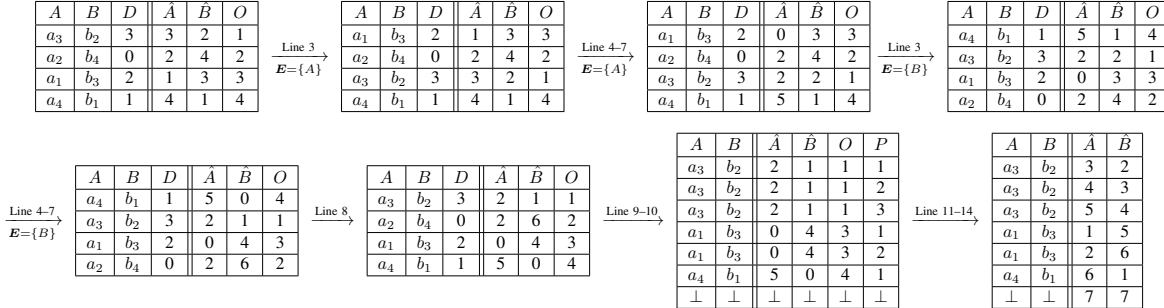 A B D Â B̂ O
a₃ b₂ 3 3 2 1
a₂ b₄ 0 2 4 2
a₁ b₃ 2 1 3 3
a₄ b₁ 1 4 1 4
Line 3
E={A}
A B D Â B̂ O
a₁ b₃ 2 1 3 3
a₂ b₄ 0 2 4 2
a₃ b₂ 3 3 2 1
a₄ b₁ 1 4 1 4
Line 4–7
E={A}
A B D Â B̂ O
a₁ b₃ 2 0 3 3
a₂ b₄ 0 2 4 2
a₃ b₂ 3 2 2 1
a₄ b₁ 1 5 1 4
Line 3
E={B}
A B D Â B̂ O
a₄ b₁ 1 5 1 4
a₃ b₂ 3 2 2 1
a₁ b₃ 2 0 3 3
a₂ b₄ 0 2 4 2
Line 4–7
E={B}
A B D Â B̂ O
a₄ b₁ 1 5 0 4
a₃ b₂ 3 2 1 1
a₁ b₃ 2 0 4 3
a₂ b₄ 0 2 6 2
Line 8
A B D Â B̂ O
a₃ b₂ 3 2 1 1
a₂ b₄ 0 2 6 2
a₁ b₃ 2 0 4 3
a₄ b₁ 1 5 0 4
Line 9–10
A B Â B̂ O P
a₃ b₂ 2 1 1 1
a₃ b₂ 2 1 1 2
a₃ b₂ 2 1 1 3
a₁ b₃ 0 4 3 1
a₁ b₃ 0 4 3 2
a₄ b₁ 5 0 4 1
⊥ ⊥ ⊥ ⊥ ⊥ ⊥
Line 11–14
A B Â B̂
a₃ b₂ 3 2
a₃ b₂ 4 3
a₃ b₂ 5 4
a₁ b₃ 1 5
a₁ b₃ 2 6
a₄ b₁ 6 1
⊥ ⊥ 7 7